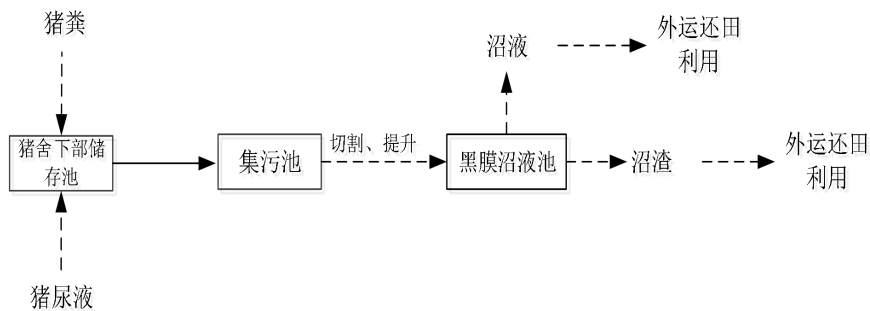 猪粪
猪舍下部储
存池
猪尿液
集污池
切割、提升
黑膜沼液池
沼液
外运还田
利用
沼渣
外运还田
利用